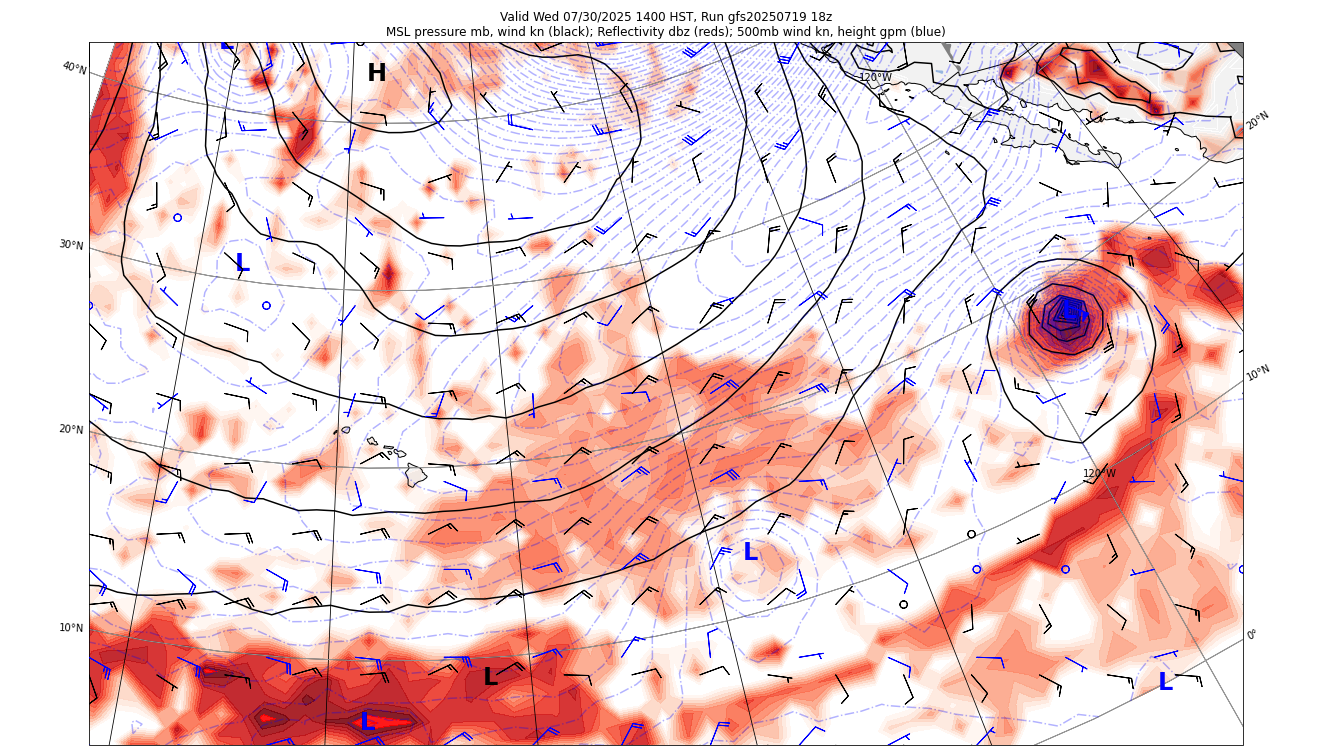 Valid Wed 07/30/2025 1400 HST, Run gfs20250719 18z
MSL pressure mb, wind kn (black); Reflectivity dbz (reds); 500mb wind kn, height gpm (blue)
L
H
40°N
120°W
20°N
30°N
L
10°N
20°N
120°W
L
10°N
0°
L
L
L